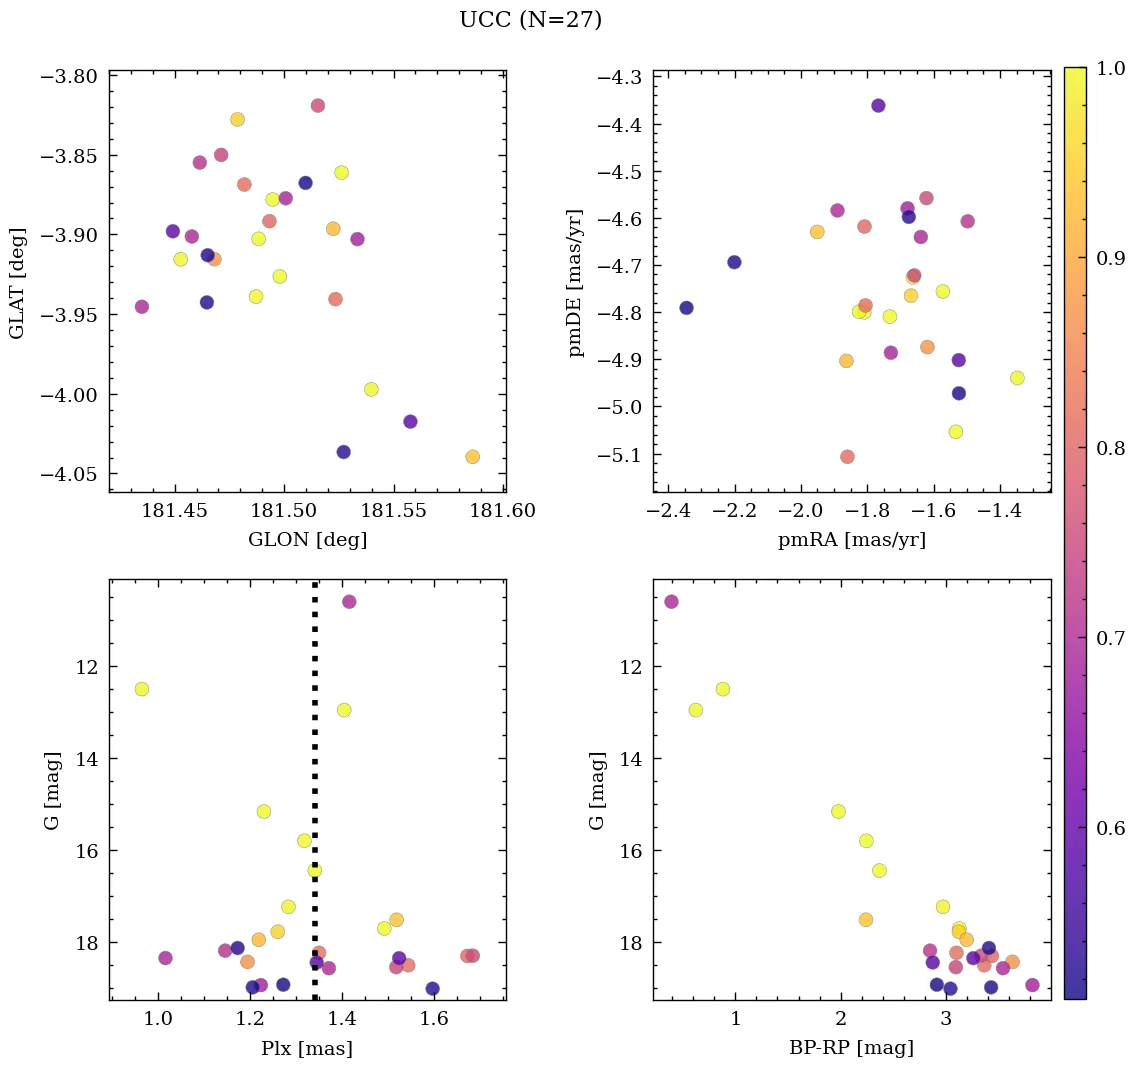 UCC (N=27)
−3.80
−3.85
−3.90
−3.95
−4.00
−4.05
GLAT [deg]
181.45 181.50 181.55 181.60
GLON [deg]
−4.3
−4.4
−4.5
−4.6
−4.7
−4.8
−4.9
−5.0
−5.1
pmDE [mas/yr]
−2.4 −2.2 −2.0 −1.8 −1.6 −1.4
pmRA [mas/yr]
12
14
16
18
G [mag]
1.0 1.2 1.4 1.6
Plx [mas]
12
14
16
18
G [mag]
1 2 3
BP-RP [mag]
1.0
0.9
0.8
0.7
0.6